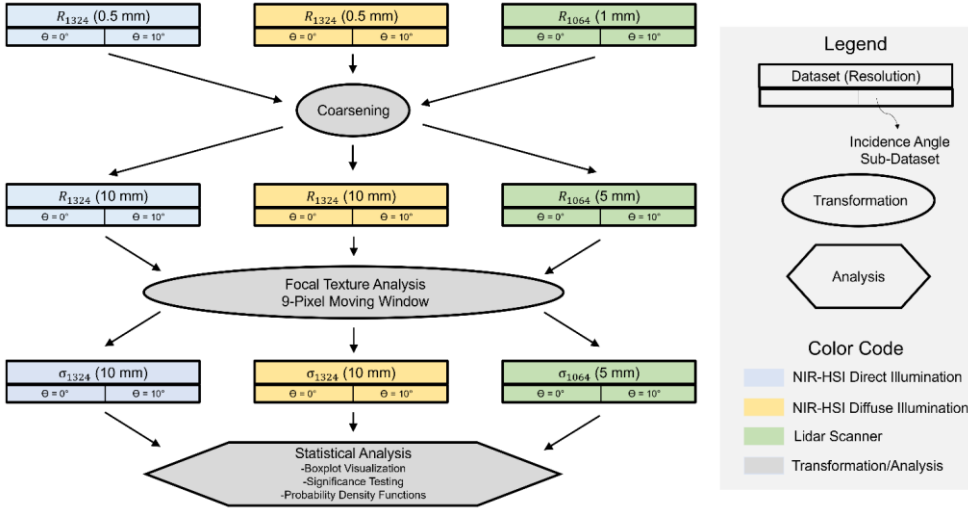 R1324 (0.5 mm)
ϴ = 0° ϴ = 10°
R1324 (0.5 mm)
ϴ = 0° ϴ = 10°
R1064 (1 mm)
ϴ = 0° ϴ = 10°
Coarsening
R1324 (10 mm)
ϴ = 0° ϴ = 10°
R1324 (10 mm)
ϴ = 0° ϴ = 10°
R1064 (5 mm)
ϴ = 0° ϴ = 10°
Focal Texture Analysis
9-Pixel Moving Window
σ1324 (10 mm)
ϴ = 0° ϴ = 10°
σ1324 (10 mm)
ϴ = 0° ϴ = 10°
σ1064 (5 mm)
ϴ = 0° ϴ = 10°
Statistical Analysis
-Boxplot Visualization
-Significance Testing
-Probability Density Functions
Legend
Dataset (Resolution)
Incidence Angle
Sub-Dataset
Transformation
Analysis
Color Code
NIR-HSI Direct Illumination
NIR-HSI Diffuse Illumination
Lidar Scanner
Transformation/Analysis